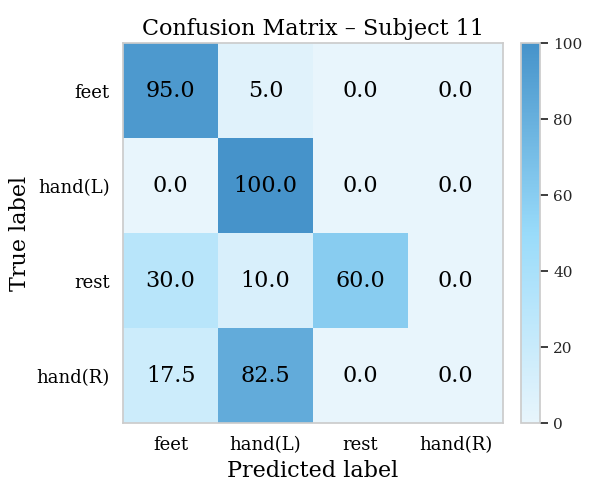 Confusion Matrix – Subject 11
True label
feet 95.0 5.0 0.0 0.0
hand(L) 0.0 100.0 0.0 0.0
rest 30.0 10.0 60.0 0.0
hand(R) 17.5 82.5 0.0 0.0
feet hand(L) rest hand(R)
Predicted label
100
80
60
40
20
0